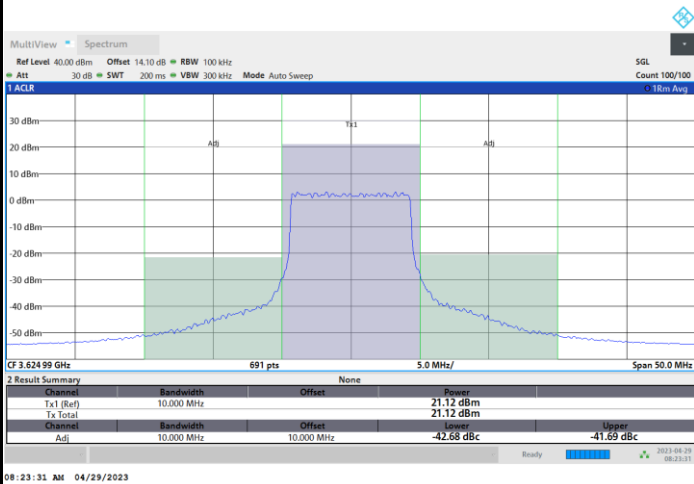 MultiView Spectrum
Ref Level 40.00 dBm Offset 14.10 dB RBW 100 kHz SGL
Att 30 dB SWT 200 ms VBW 300 kHz Mode Auto Sweep Count 100/100
1 ACLR 1Rm Avg
30 dBm
Tx1
20 dBm Adj Adj
10 dBm
0 dBm
-10 dBm
-20 dBm
-30 dBm
-40 dBm
-50 dBm
CF 3.624 99 GHz 691 pts 5.0 MHz/ Span 50.0 MHz
2 Result Summary None
Channel Bandwidth Offset Power
Tx1 (Ref) 10.000 MHz 21.12 dBm
Tx Total 21.12 dBm
Channel Bandwidth Offset Lower Upper
Adj 10.000 MHz 10.000 MHz -42.68 dBc -41.69 dBc
Ready 2023-04-29
08:23:31
08:23:31 AM 04/29/2023